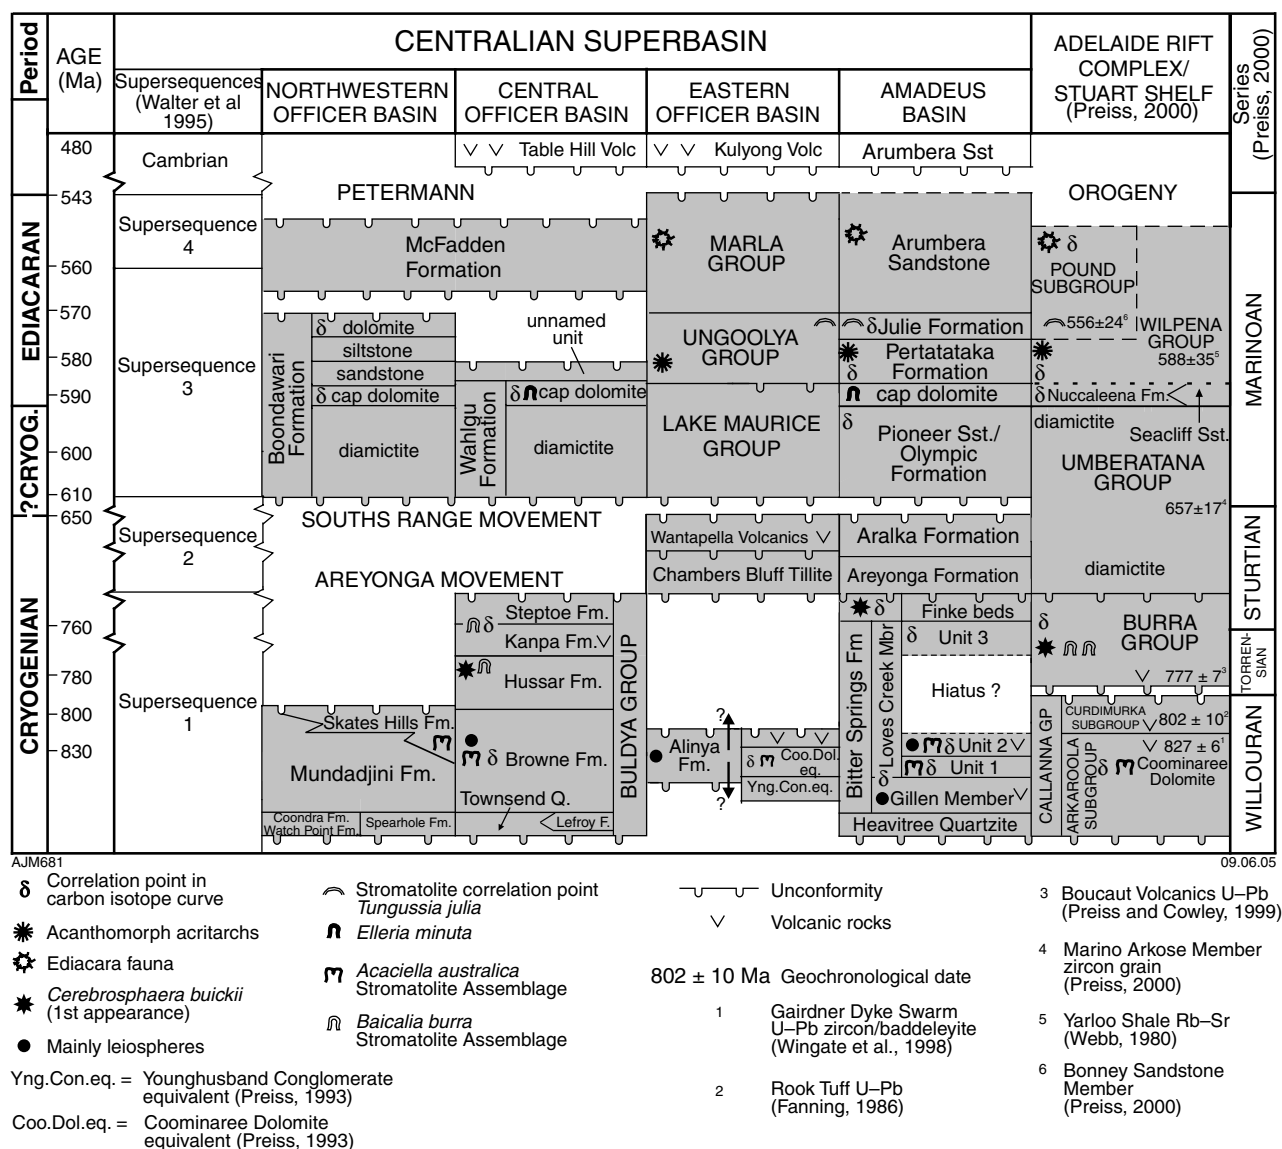 Period
AGE
(Ma)
CENTRALIAN SUPERBASIN
ADELAIDE RIFT
COMPLEX/
STUART SHELF
(Preiss, 2000)
Series
(Preiss, 2000)
Supersequences
(Walter et al
1995)
NORTHWESTERN
OFFICER BASIN
CENTRAL
OFFICER BASIN
EASTERN
OFFICER BASIN
AMADEUS
BASIN
480
543
560
570
580
590
600
610
650
760
780
800
830
EDIACARAN
?CRYOG.
CRYOGENIAN
Cambrian
Supersequence
4
Supersequence
3
Supersequence
2
Supersequence
1
Table Hill Volc
Kulyong Volc
Arumbera Sst
PETERMANN
OROGENY
McFadden
Formation
MARLA
GROUP
Arumbera
Sandstone
δ
POUND
SUBGROUP
Boondawari
Formation
δ dolomite
siltstone
sandstone
δ cap dolomite
diamictite
unnamed
unit
Wahlgu
Formation
δ cap dolomite
diamictite
UNGOOLYA
GROUP
LAKE MAURICE
GROUP
δ Julie Formation
Pertatataka
Formation
δ
cap dolomite
δ
Pioneer Sst./
Olympic
Formation
556±24 6
WILPENA
GROUP
588±35 5
δ
δ Nuccaleena Fm.
diamictite
Seacliff Sst.
UMBERATANA
GROUP
657±17 4
diamictite
MARINOAN
STURTIAN
TORREN-
SIAN
WILLOURAN
SOUTHS RANGE MOVEMENT
AREYONGA MOVEMENT
Wantapella Volcanics
Chambers Bluff Tillite
Aralka Formation
Areyonga Formation
Steptoe Fm.
δ
Kanpa Fm.
Hussar Fm.
δ Browne Fm.
Townsend Q.
Lefroy F.
BULDYA GROUP
Skates Hills Fm.
Mundadjini Fm.
Coondra Fm.
Watch Point Fm.
Spearhole Fm.
?
Alinya
Fm.
?
δ
Coo.Dol.
eq.
Yng.Con.eq.
Bitter Springs Fm
Loves Creek Mbr
δ
δ
Finke beds
δ Unit 3
Hiatus ?
δ Unit 2
δ Unit 1
Gillen Member
Heavitree Quartzite
δ
BURRA
GROUP
777 ± 7 3
CALLANNA GP
CURDIMURKA
SUBGROUP
802 ± 10 2
ARKAROOLA
SUBGROUP
827 ± 6 1
δ
Coominaree
Dolomite
AJM681
09.06.05
δ Correlation point in
carbon isotope curve
Acanthomorph acritarchs
Ediacara fauna
Cerebrosphaera buickii
(1st appearance)
Mainly leiospheres
Yng.Con.eq. = Younghusband Conglomerate
equivalent (Preiss, 1993)
Coo.Dol.eq. = Coominaree Dolomite
equivalent (Preiss, 1993)
Stromatolite correlation point
Tungussia julia
Elleria minuta
Acaciella australica
Stromatolite Assemblage
Baicalia burra
Stromatolite Assemblage
Unconformity
Volcanic rocks
802 ± 10 Ma Geochronological date
1 Gairdner Dyke Swarm
U–Pb zircon/baddeleyite
(Wingate et al., 1998)
2 Rook Tuff U–Pb
(Fanning, 1986)
3 Boucaut Volcanics U–Pb
(Preiss and Cowley, 1999)
4 Marino Arkose Member
zircon grain
(Preiss, 2000)
5 Yarloo Shale Rb–Sr
(Webb, 1980)
6 Bonney Sandstone
Member
(Preiss, 2000)